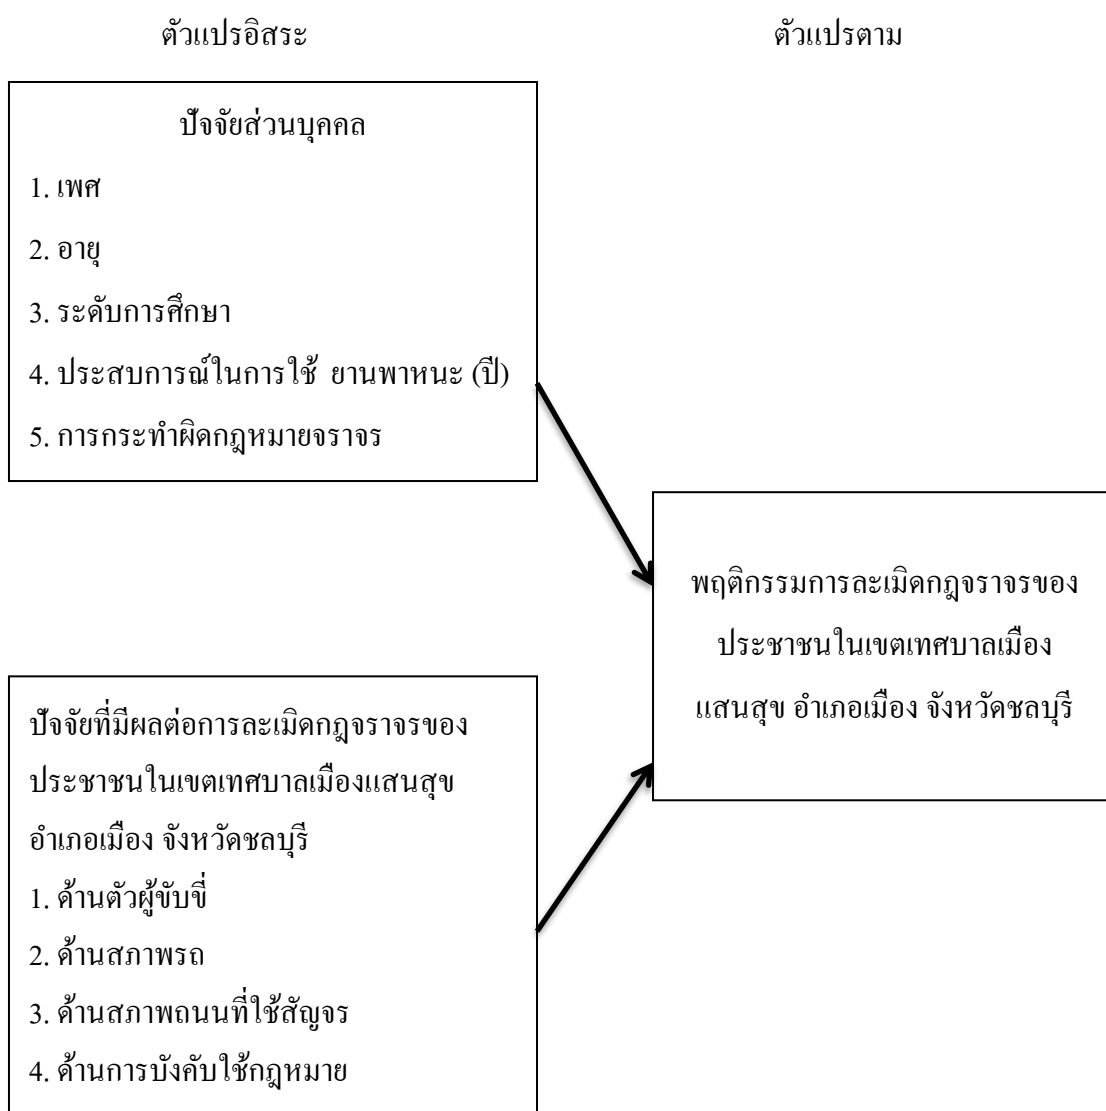 ตัวแปรอิสระ
ตัวแปรตาม
ปัจจัยส่วนบุคคล
1. เพศ
2. อายุ
3. ระดับการศึกษา
4. ประสบการณ์ในการใช้ ยานพาหนะ (ปี)
5. การกระทำผิดกฎหมายจราจร
พฤติกรรมการละเมิดกฎจราจรของ
ประชาชนในเขตเทศบาลเมือง
แสนสุข อำเภอเมือง จังหวัดชลบุรี
ปัจจัยที่มีผลต่อการละเมิดกฎจราจรของ
ประชาชนในเขตเทศบาลเมืองแสนสุข
อำเภอเมือง จังหวัดชลบุรี
1. ด้านตัวผู้ขับขี่
2. ด้านสภาพรถ
3. ด้านสภาพถนนที่ใช้สัญจร
4. ด้านการบังคับใช้กฎหมาย